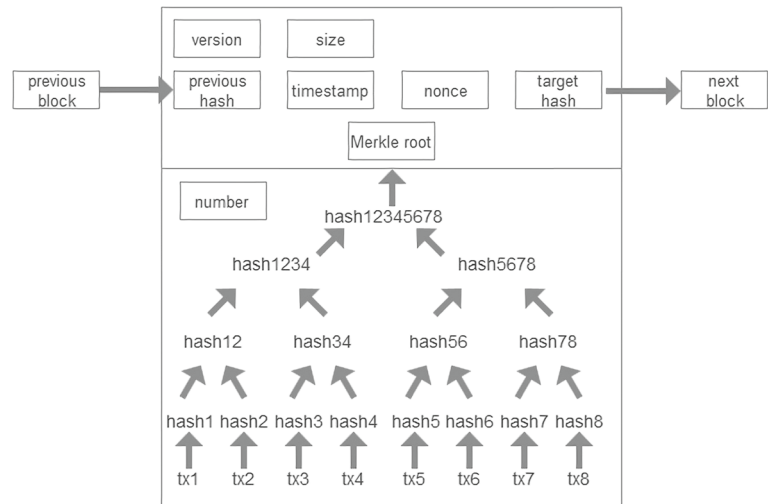 version
size
previous
block
previous
hash
timestamp
nonce
target
hash
next
block
Merkle root
number
hash12345678
hash1234
hash5678
hash12
hash34
hash56
hash78
hash1
hash2
hash3
hash4
hash5
hash6
hash7
hash8
tx1
tx2
tx3
tx4
tx5
tx6
tx7
tx8